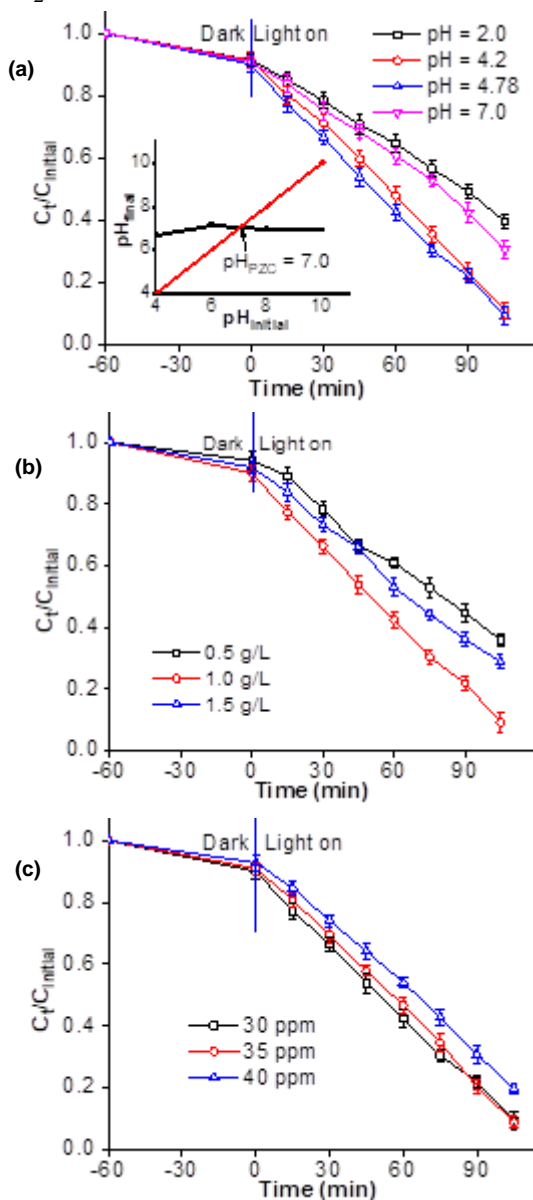 2
(a)
Dark Light on
pH = 2.0
pH = 4.2
pH = 4.78
pH = 7.0
1.0
0.8
0.6
0.4
0.2
0.0
Ct/CInitial
10
8
6
4
pHfinal
pHPZC = 7.0
4 6 8 10
pHInitial
-60 -30 0 30 60 90
Time (min)
(b)
Dark Light on
1.0
0.8
0.6
0.4
0.2
0.0
Ct/CInitial
0.5 g/L
1.0 g/L
1.5 g/L
-60 -30 0 30 60 90
Time (min)
(c)
Dark Light on
1.0
0.8
0.6
0.4
0.2
0.0
Ct/CInitial
30 ppm
35 ppm
40 ppm
-60 -30 0 30 60 90
Time (min)